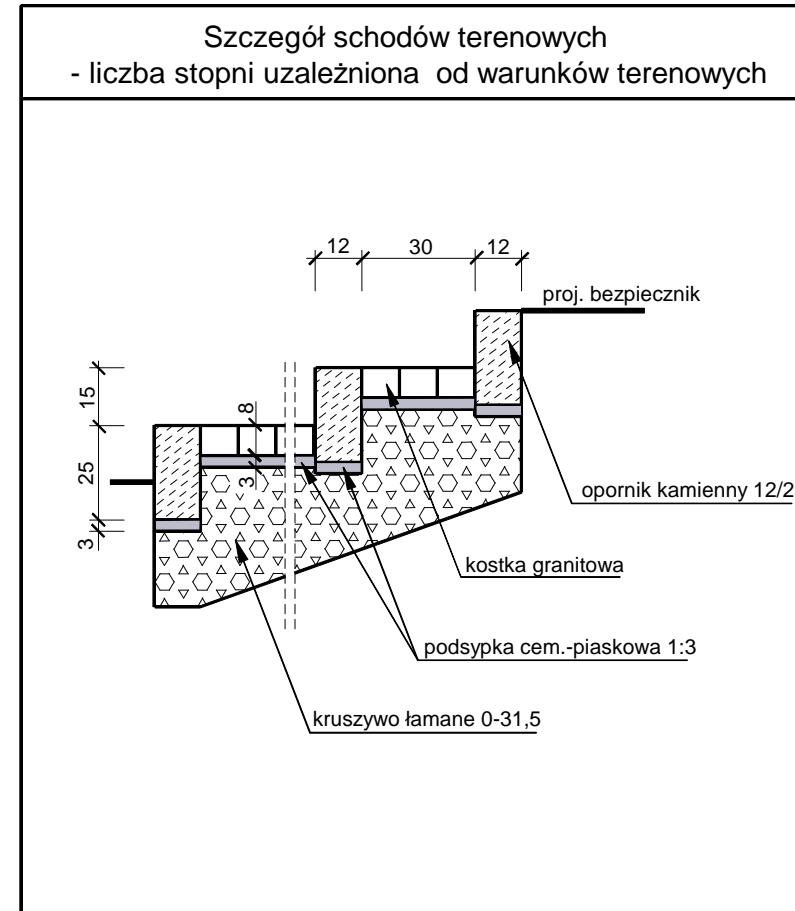 Szczegół schodów terenowych
- liczba stopni uzależniona od warunków terenowych
12 30 12
proj. bezpiecznik
15
8
25
3
3
opornik kamienny 12/2
kostka granitowa
podsypka cem.-piaskowa 1:3
kruszywo łamane 0-31,5